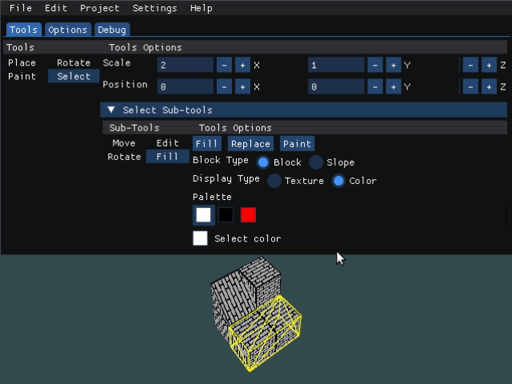 File Edit Project Settings Help
Tools Options Debug
Tools Tools Options
Place Rotate Scale 2 - + X 1 - + Y - + Z
Paint Select Position 0 - + X 0 - + Y - + Z
Select Sub-tools
Sub-Tools Tools Options
Move Edit Fill Replace Paint
Rotate Fill Block Type Block Slope
Display Type Texture Color
Palette
Select color